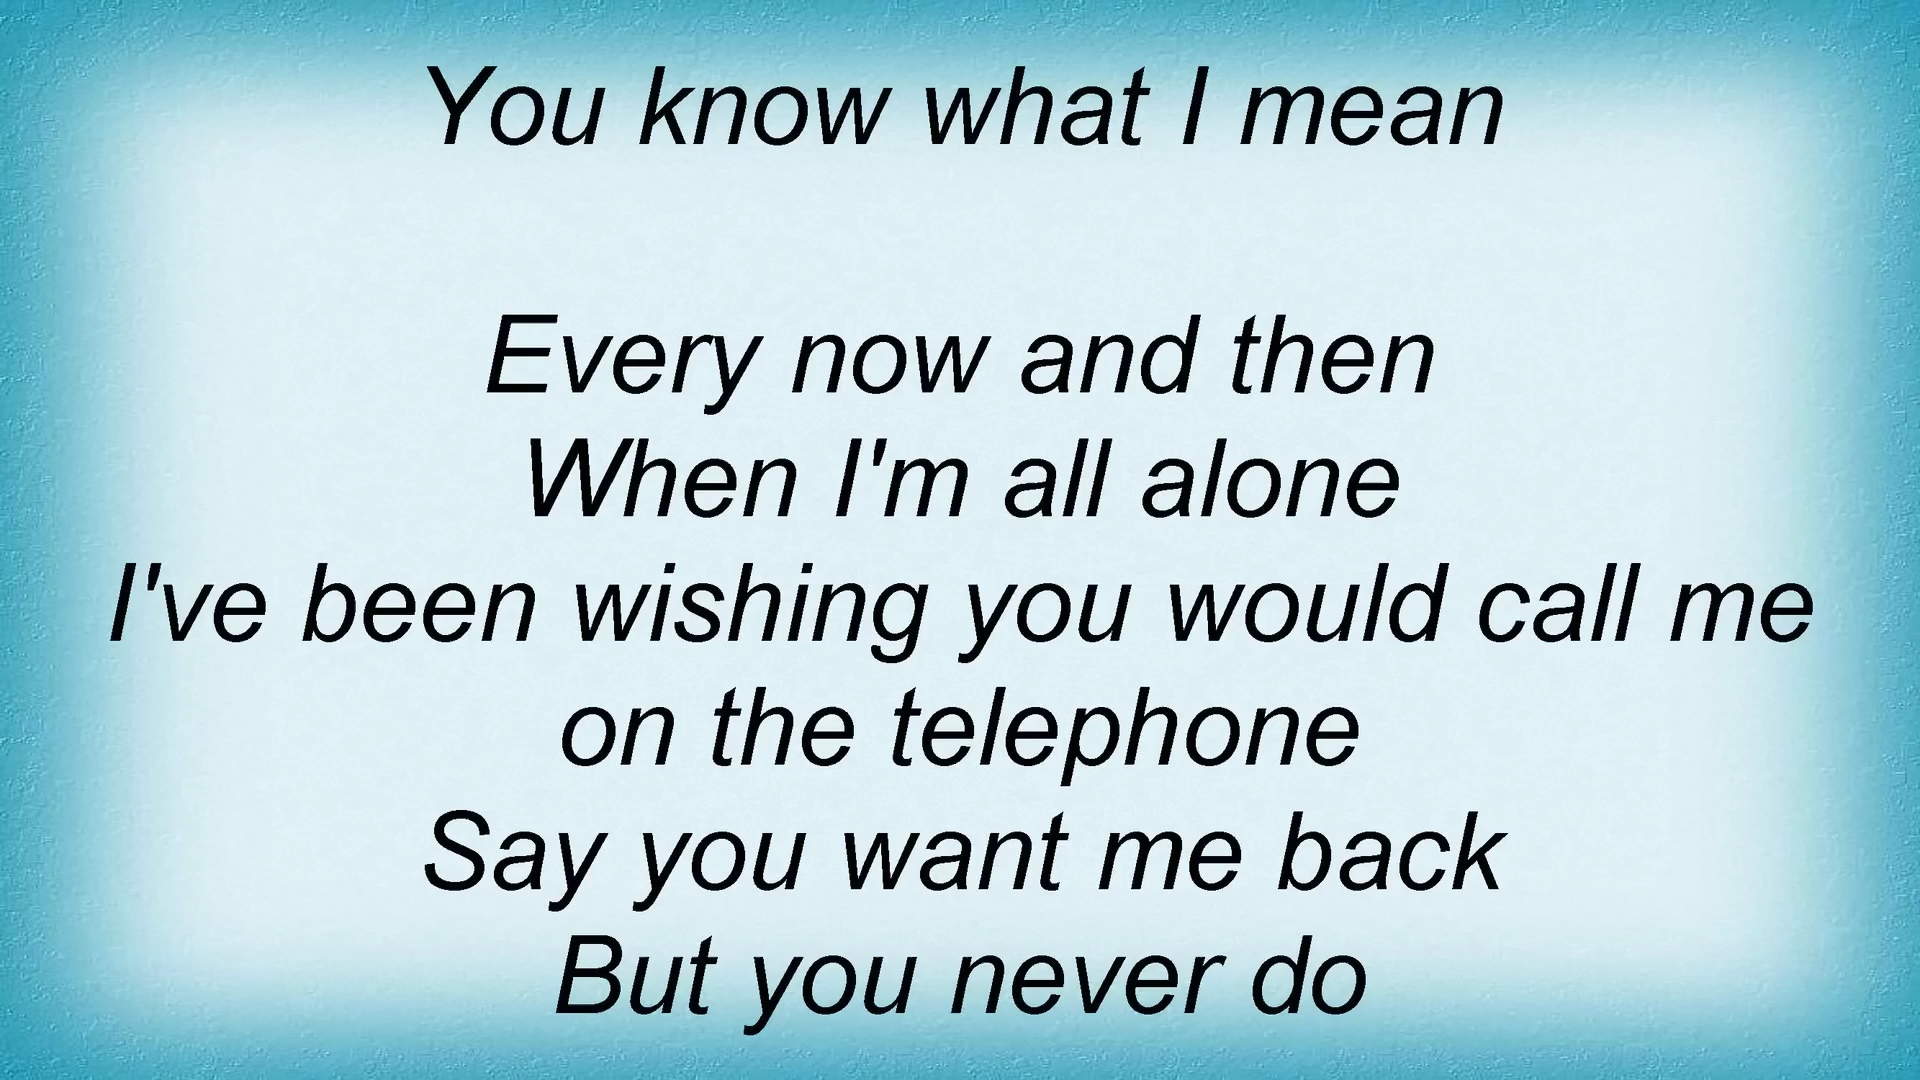 You know what I mean
Every now and then
When I'm all alone
I've been wishing you would call me
on the telephone
Say you want me back
But you never do